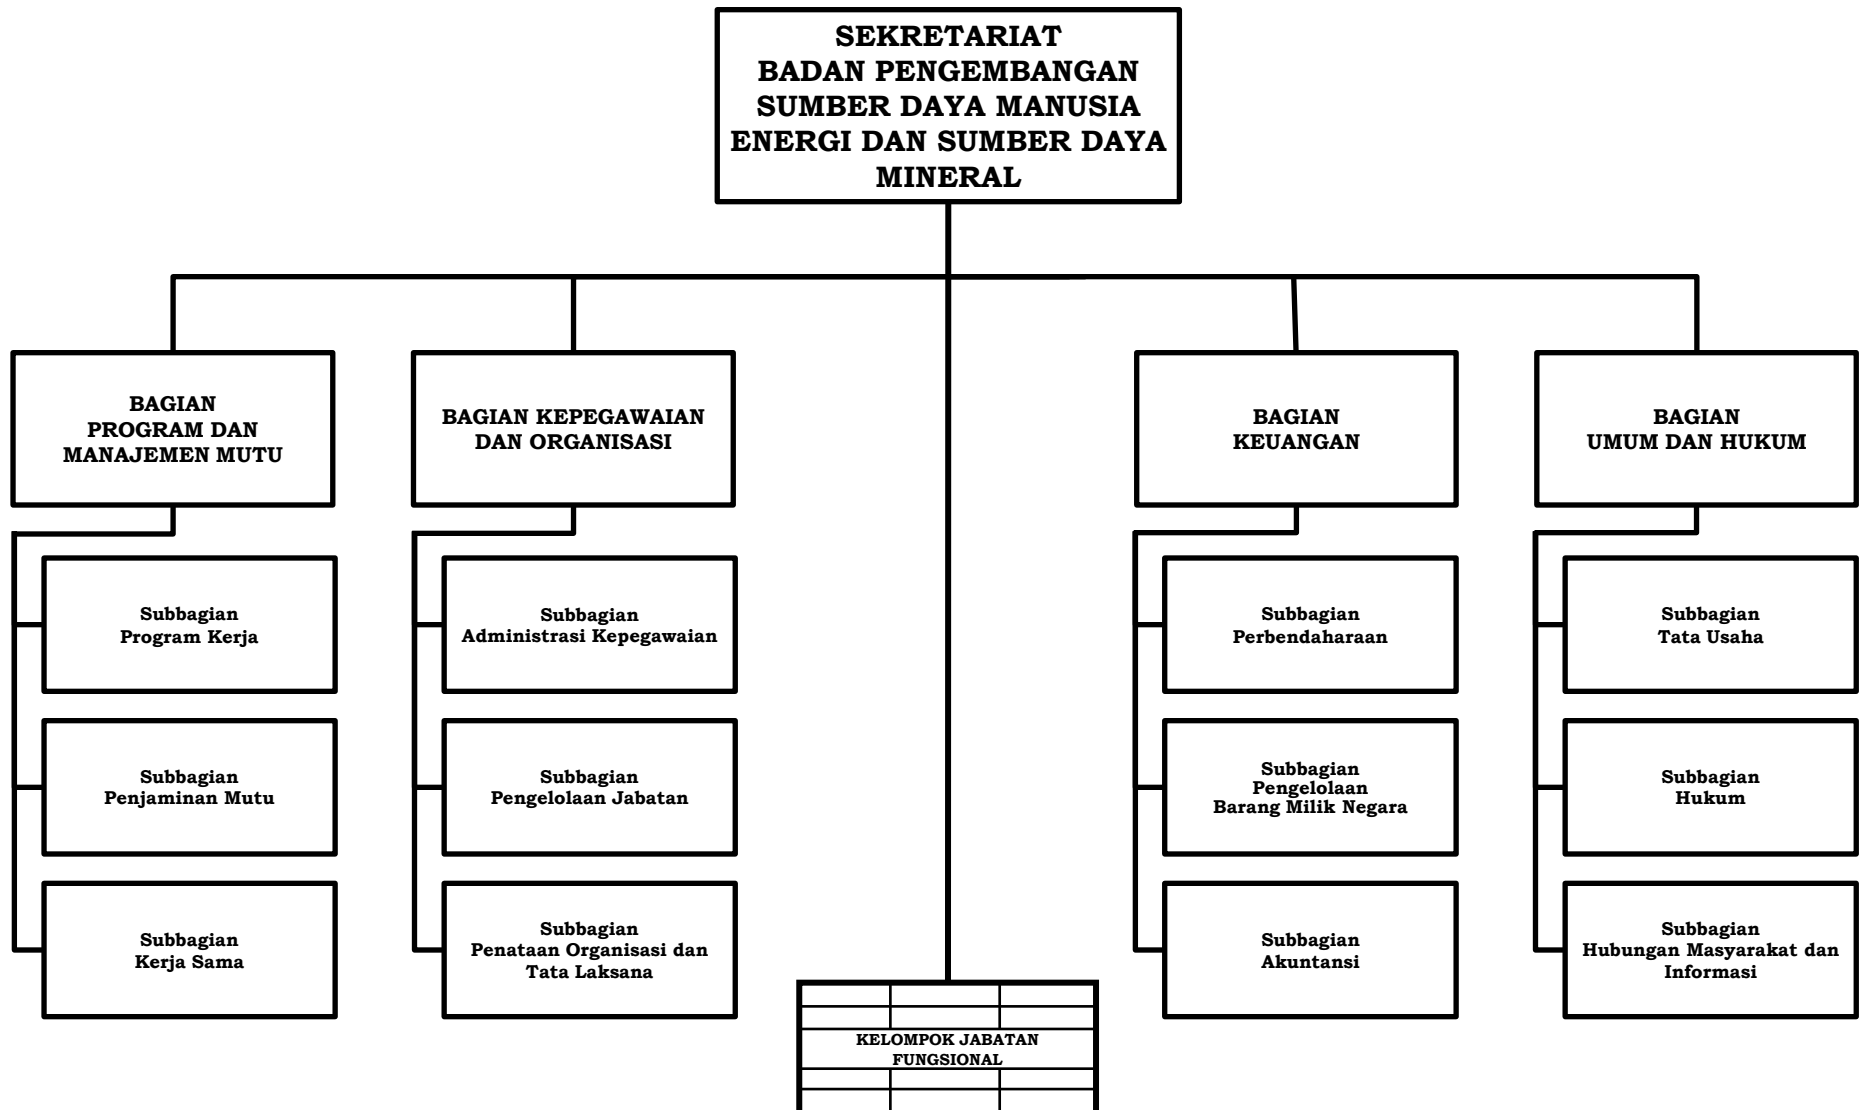 SEKRETARIAT
BADAN PENGEMBANGAN
SUMBER DAYA MANUSIA
ENERGI DAN SUMBER DAYA
MINERAL
BAGIAN
PROGRAM DAN
MANAJEMEN MUTU
Subbagian
Program Kerja
Subbagian
Penjaminan Mutu
Subbagian
Kerja Sama
BAGIAN KEPEGAWAIAN
DAN ORGANISASI
Subbagian
Administrasi Kepegawaian
Subbagian
Pengelolaan Jabatan
Subbagian
Penataan Organisasi dan
Tata Laksana
BAGIAN
KEUANGAN
Subbagian
Perbendaharaan
Subbagian
Pengelolaan
Barang Milik Negara
Subbagian
Akuntansi
BAGIAN
UMUM DAN HUKUM
Subbagian
Tata Usaha
Subbagian
Hukum
Subbagian
Hubungan Masyarakat dan
Informasi
KELOMPOK JABATAN
FUNGSIONAL